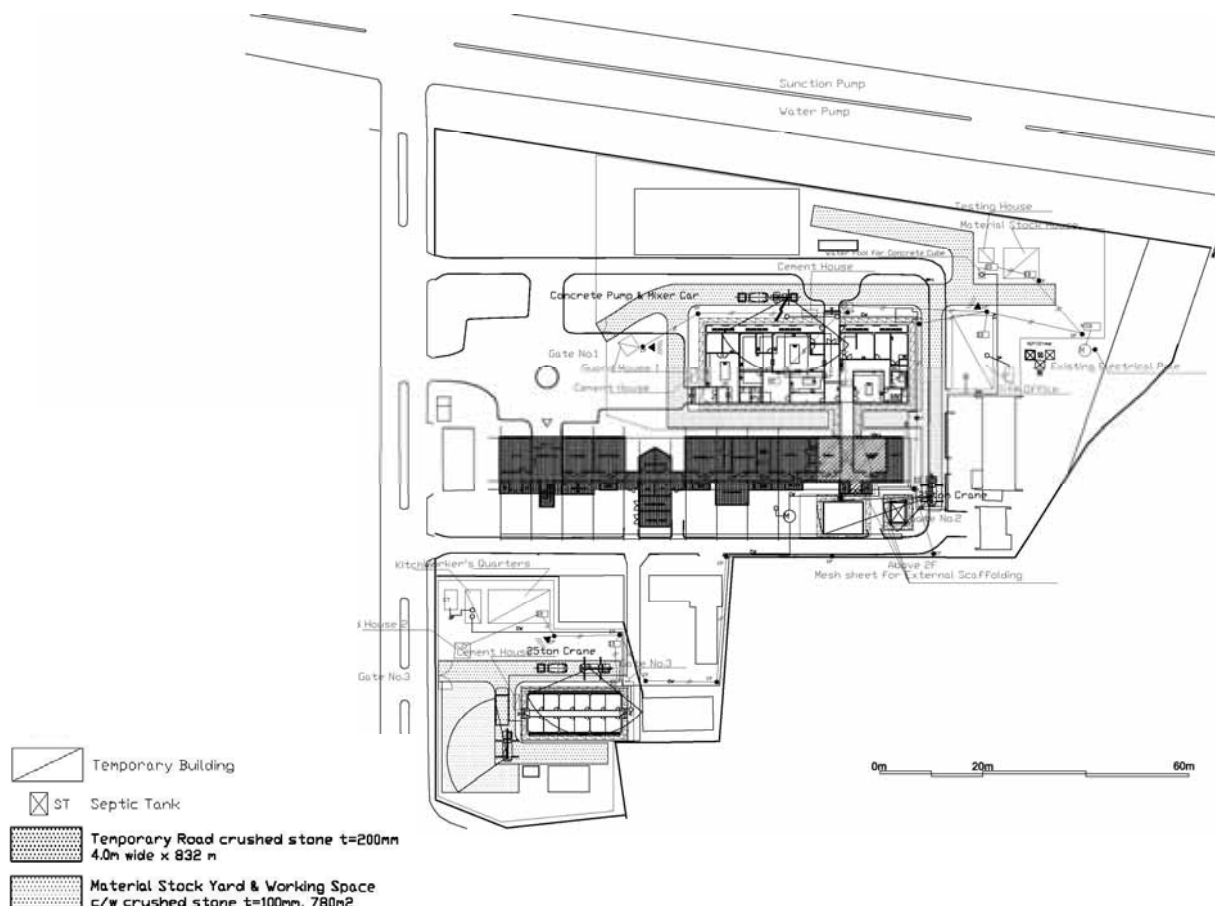 Sunction Pump
Water Pump
Testing House
Material Stock House
Water Pool for Concrete Cube
Cement House
Concrete Pump & Mixer Car
Gate No.1
Guard House 1
Cement House
Existing Electrical Pole
Site Office
Crane
Gate No.2
Above 2F
Mesh sheet for External Scaffolding
Worker's Quarters
ST
House 2
Cement House
25ton Crane
Gate No.3
Gate No.3
Temporary Building
ST Septic Tank
Temporary Road crushed stone t=200mm
4.0m wide x 832 m
Material Stock Yard & Working Space
c/w crushed stone t=100mm, 780m2
0m 20m 60m